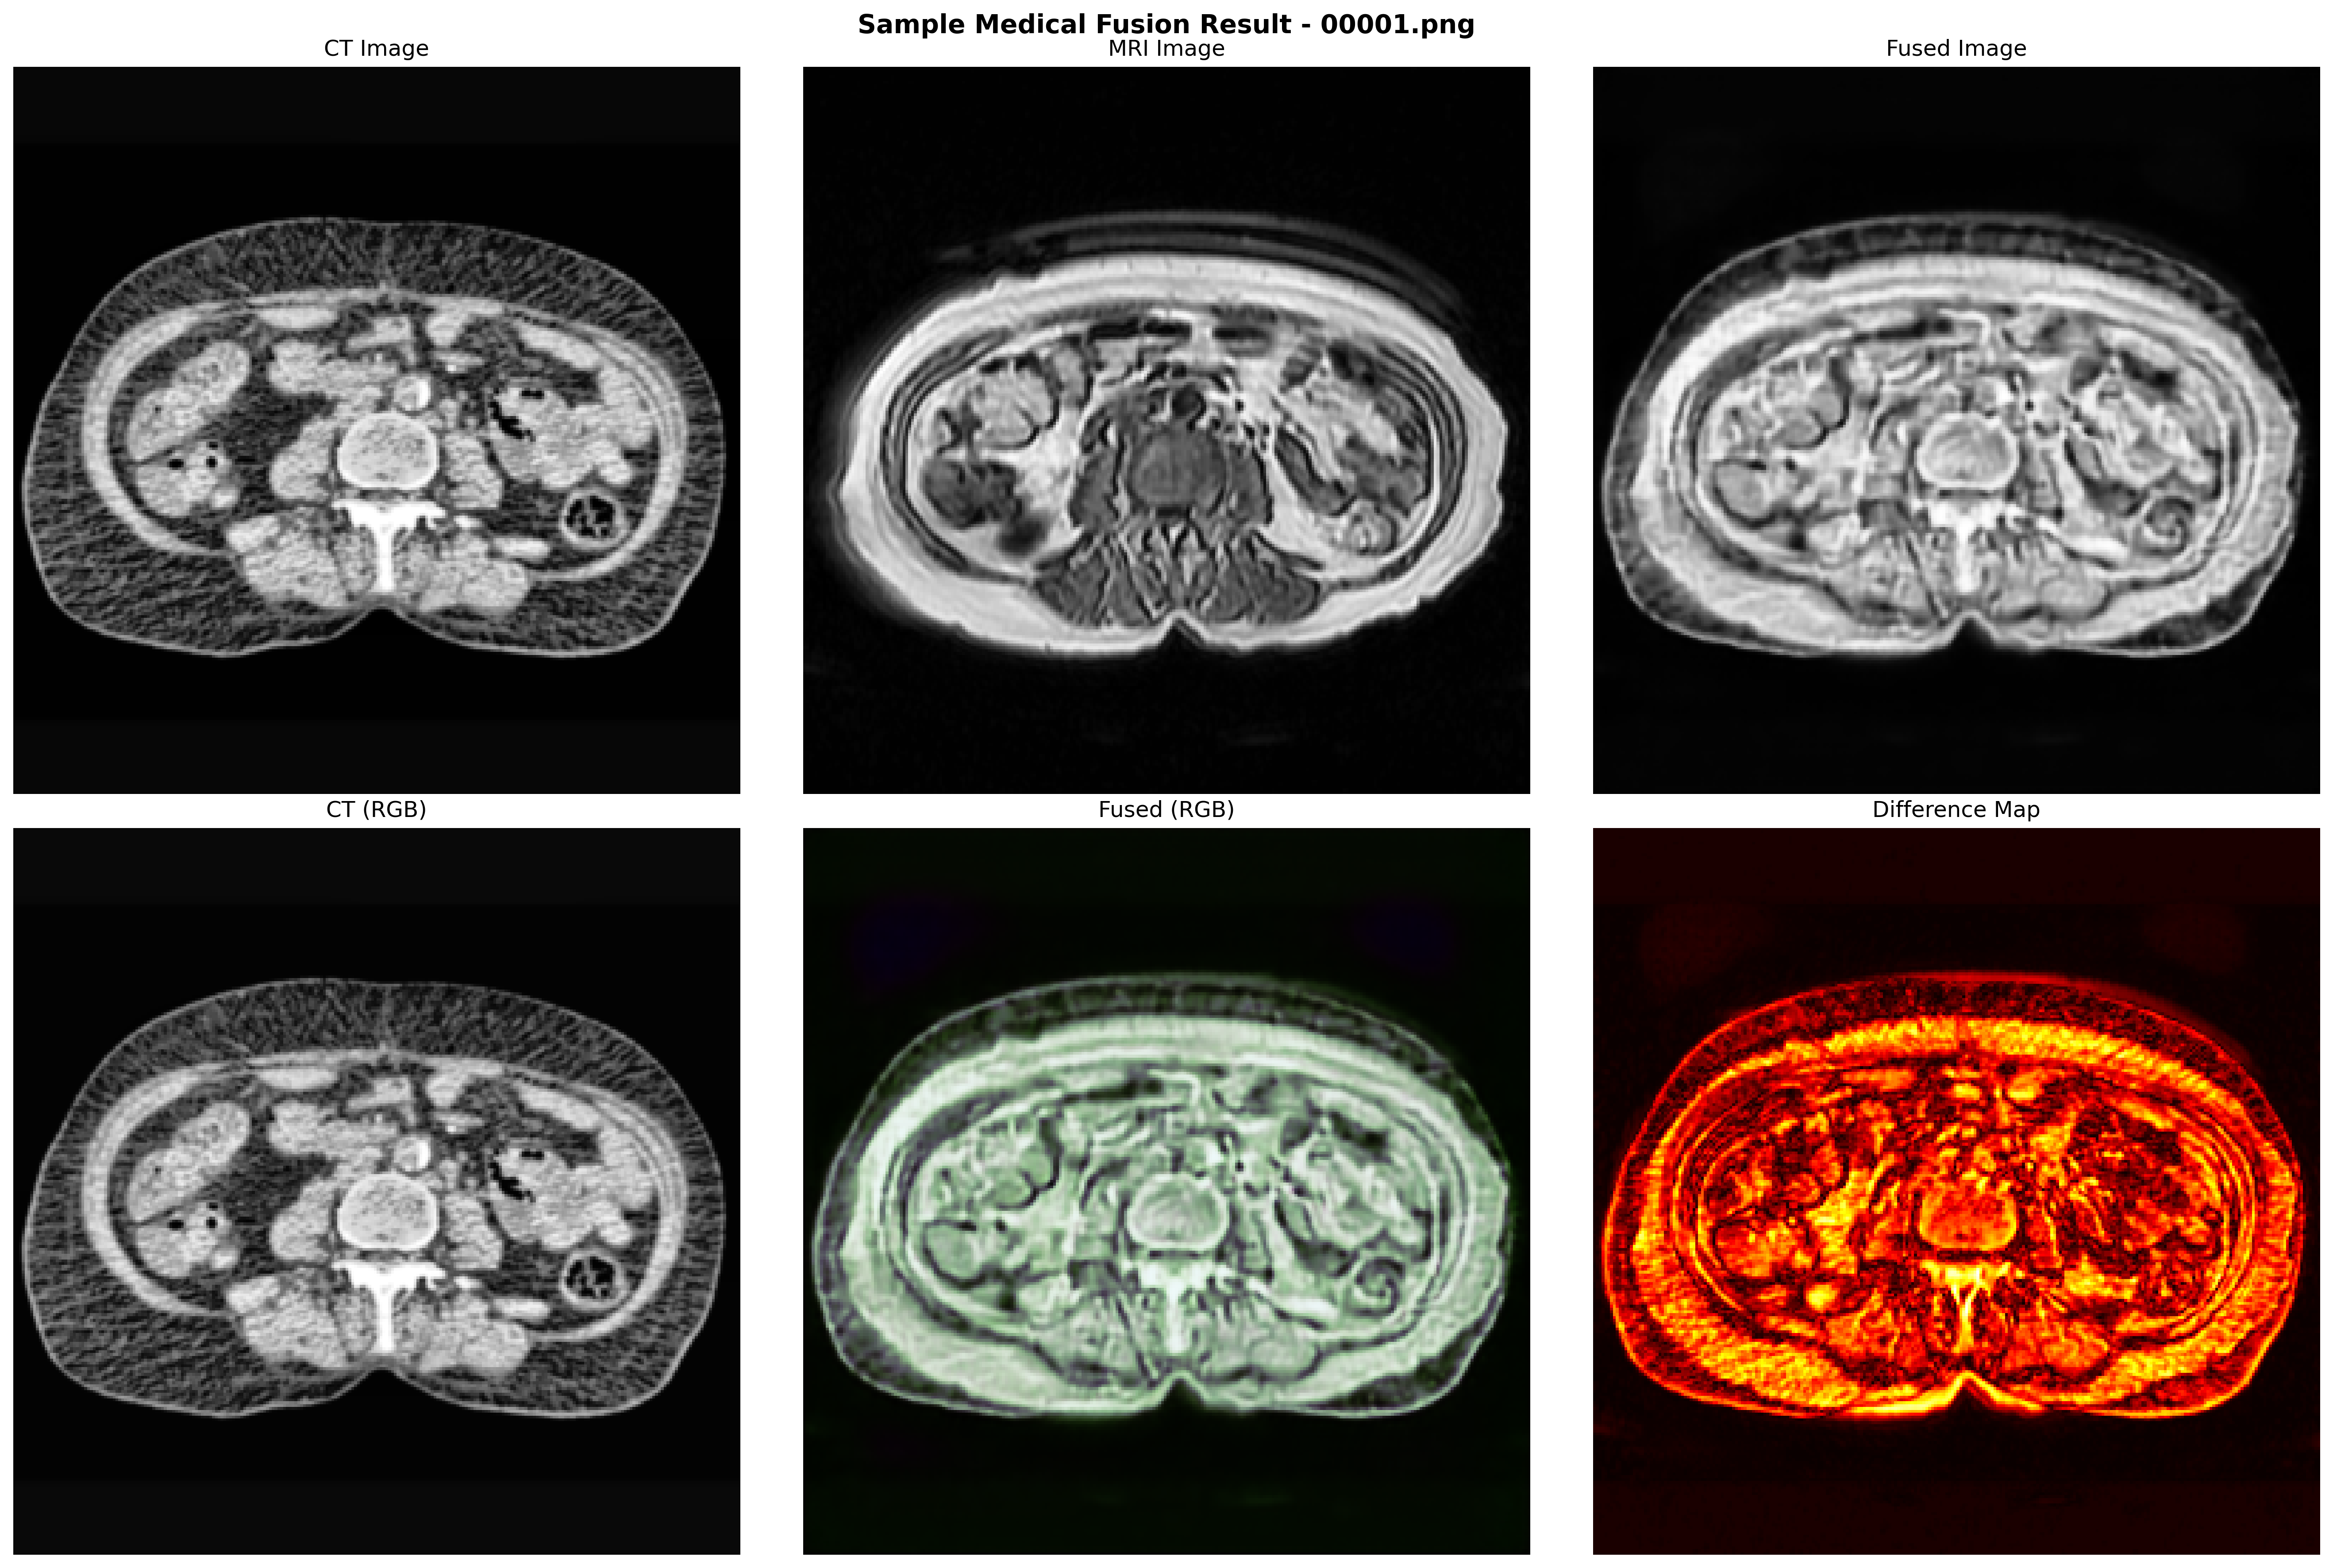 Sample Medical Fusion Result - 00001.png
CT Image
MRI Image
Fused Image
CT (RGB)
Fused (RGB)
Difference Map